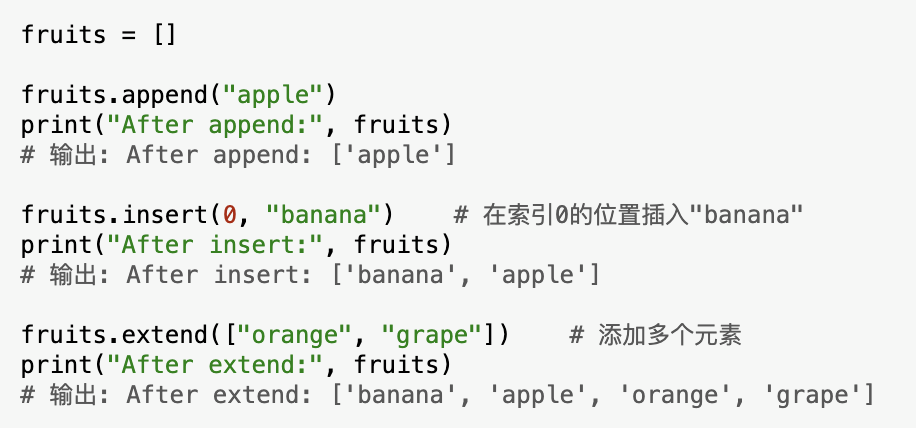 fruits = []
fruits.append("apple")
print("After append:", fruits)
# 输出: After append: ['apple']
fruits.insert(0, "banana")    # 在索引0的位置插入"banana"
print("After insert:", fruits)
# 输出: After insert: ['banana', 'apple']
fruits.extend(["orange", "grape"])    # 添加多个元素
print("After extend:", fruits)
# 输出: After extend: ['banana', 'apple', 'orange', 'grape']